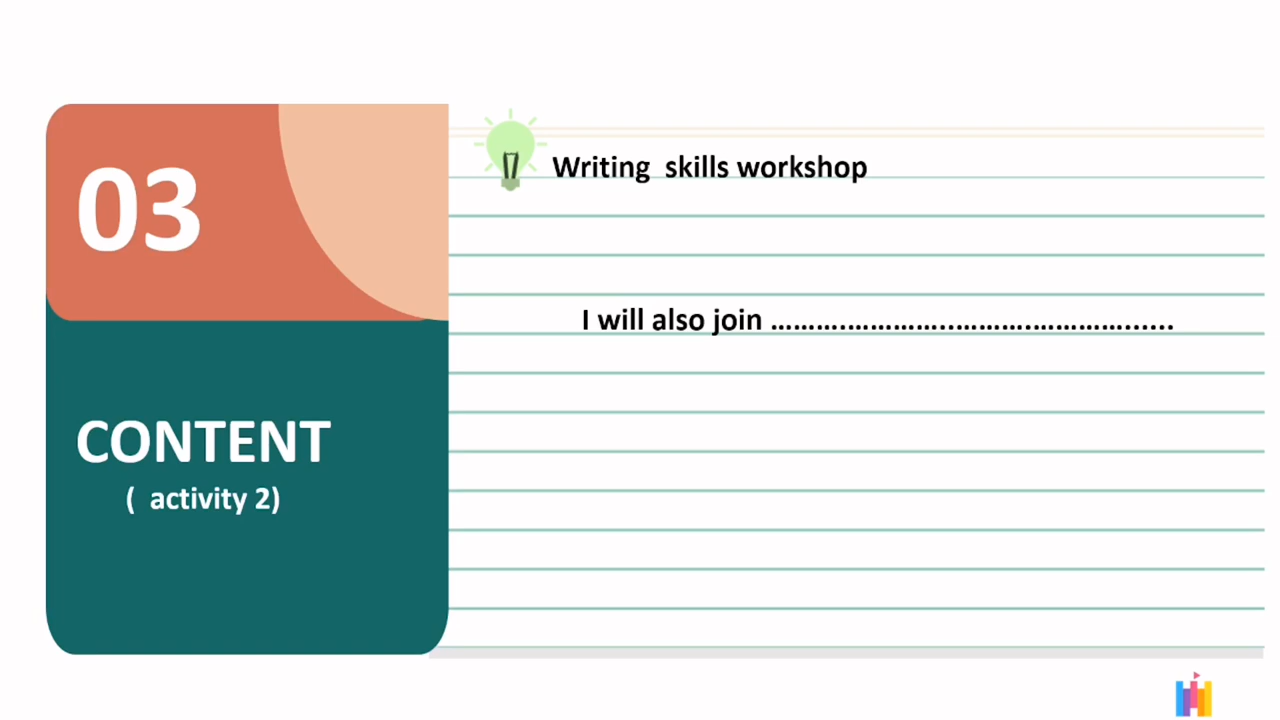 03
CONTENT
( activity 2)
Writing skills workshop
I will also join ……………………………………………